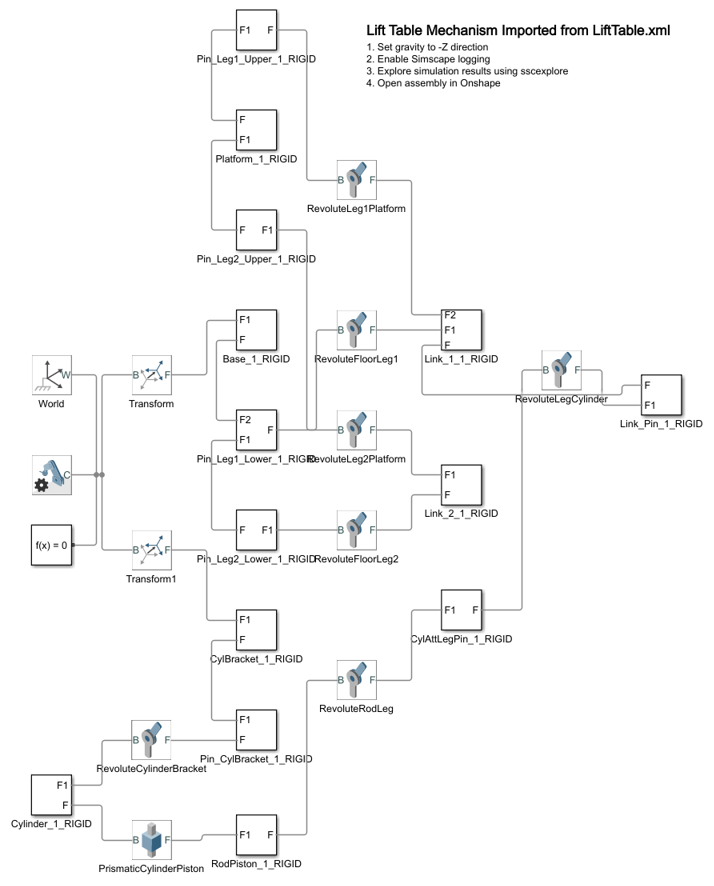 Lift Table Mechanism Imported from LiftTable.xml
1. Set gravity to -Z direction
2. Enable Simscape logging
3. Explore simulation results using sscexplore
4. Open assembly in Onshape
F1 F
Pin_Leg1_Upper_1_RIGID
F
F1
Platform_1_RIGID
B F
RevoluteLeg1Platform
F F1
Pin_Leg2_Upper_1_RIGID
F1
F
Base_1_RIGID
B F
RevoluteFloorLeg1
F2
F1
F
Link_1_1_RIGID
W
World
B F
Transform
B F
RevoluteLegCylinder
F
F1
Link_Pin_1_RIGID
F2
F1
F
Pin_Leg1_Lower_1_RIGID
B F
RevoluteLeg2Platform
C
F1
F
Link_2_1_RIGID
f(x) = 0
B F
Transform1
F F1
Pin_Leg2_Lower_1_RIGID
B F
RevoluteFloorLeg2
F1
F
CylBracket_1_RIGID
F1 F
CylAttLegPin_1_RIGID
B F
RevoluteRodLeg
B F
RevoluteCylinderBracket
F1
F
Pin_CylBracket_1_RIGID
F1
F
Cylinder_1_RIGID
B F
PrismaticCylinderPiston
F1 F
RodPiston_1_RIGID